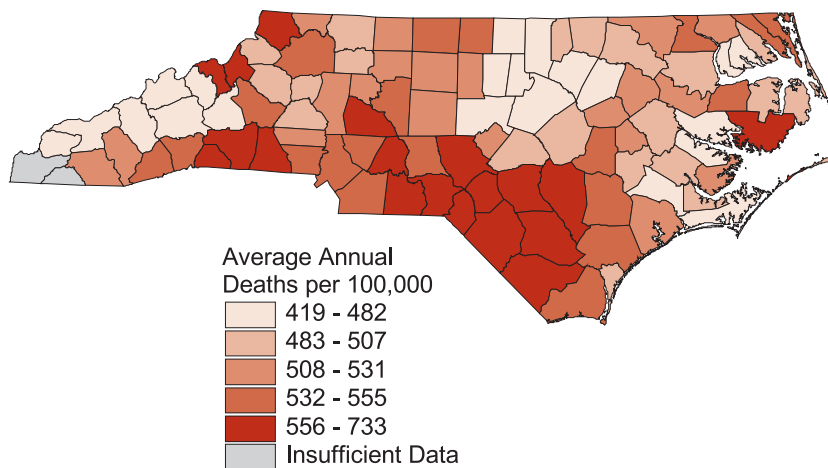 Average Annual
Deaths per 100,000
419 - 482
483 - 507
508 - 531
532 - 555
556 - 733
Insufficient Data